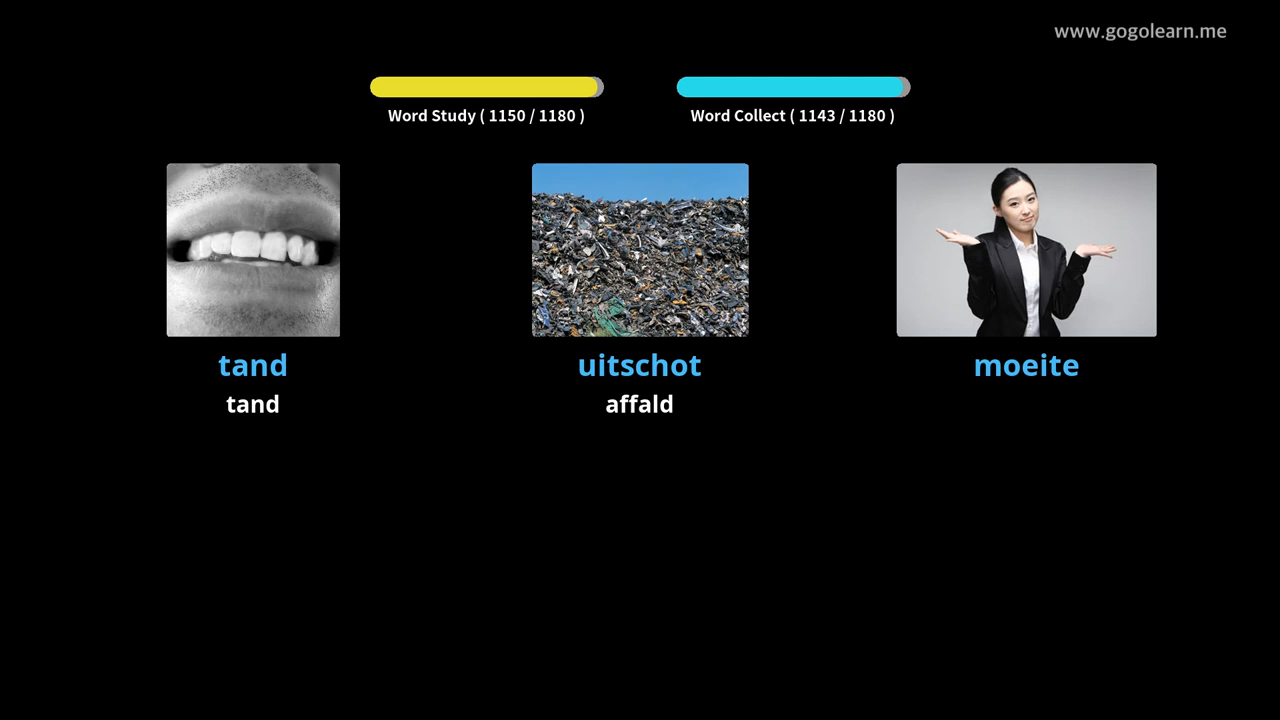 www.gogolearn.me
Word Study ( 1150 / 1180 )
Word Collect ( 1143 / 1180 )
tand
tand
uitschot
affald
moeite